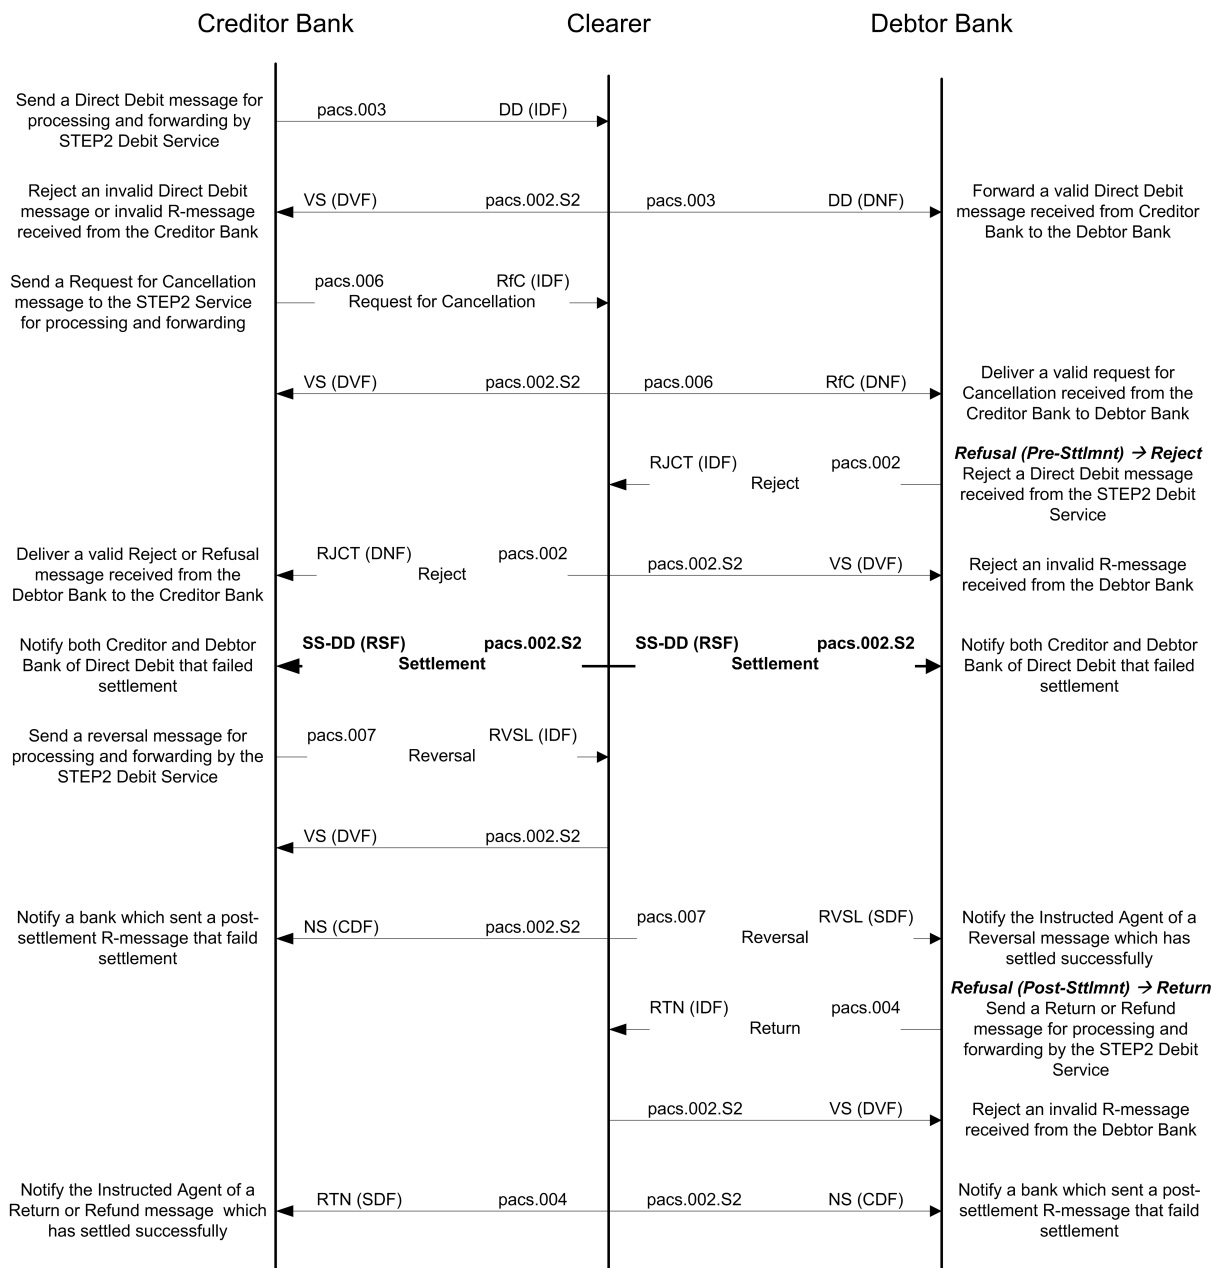 Creditor Bank Clearer Debtor Bank
Send a Direct Debit message for
processing and forwarding by
STEP2 Debit Service
pacs.003 DD (IDF)
Reject an invalid Direct Debit
message or invalid R-message
received from the Creditor Bank
VS (DVF) pacs.002.S2 pacs.003 DD (DNF)
Forward a valid Direct Debit
message received from Creditor
Bank to the Debtor Bank
Send a Request for Cancellation
message to the STEP2 Service
for processing and forwarding
pacs.006 RfC (IDF)
Request for Cancellation
VS (DVF) pacs.002.S2 pacs.006 RfC (DNF)
Deliver a valid request for
Cancellation received from the
Creditor Bank to Debtor Bank
RJCT (IDF) pacs.002
Reject
Refusal (Pre-Sttlmnt) → Reject
Reject a Direct Debit message
received from the STEP2 Debit
Service
Deliver a valid Reject or Refusal
message received from the
Debtor Bank to the Creditor Bank
RJCT (DNF) pacs.002
Reject
pacs.002.S2 VS (DVF)
Reject an invalid R-message
received from the Debtor Bank
Notify both Creditor and Debtor
Bank of Direct Debit that failed
settlement
SS-DD (RSF) pacs.002.S2
Settlement
SS-DD (RSF) pacs.002.S2
Settlement
Notify both Creditor and Debtor
Bank of Direct Debit that failed
settlement
Send a reversal message for
processing and forwarding by the
STEP2 Debit Service
pacs.007 RVSL (IDF)
Reversal
VS (DVF) pacs.002.S2
Notify a bank which sent a post-
settlement R-message that faild
settlement
NS (CDF) pacs.002.S2
pacs.007 RVSL (SDF)
Reversal
Notify the Instructed Agent of a
Reversal message which has
settled successfully
RTN (IDF) pacs.004
Return
Refusal (Post-Sttlmnt) → Return
Send a Return or Refund
message for processing and
forwarding by the STEP2 Debit
Service
pacs.002.S2 VS (DVF)
Reject an invalid R-message
received from the Debtor Bank
Notify the Instructed Agent of a
Return or Refund message which
has settled successfully
RTN (SDF) pacs.004 pacs.002.S2 NS (CDF)
Notify a bank which sent a post-
settlement R-message that faild
settlement